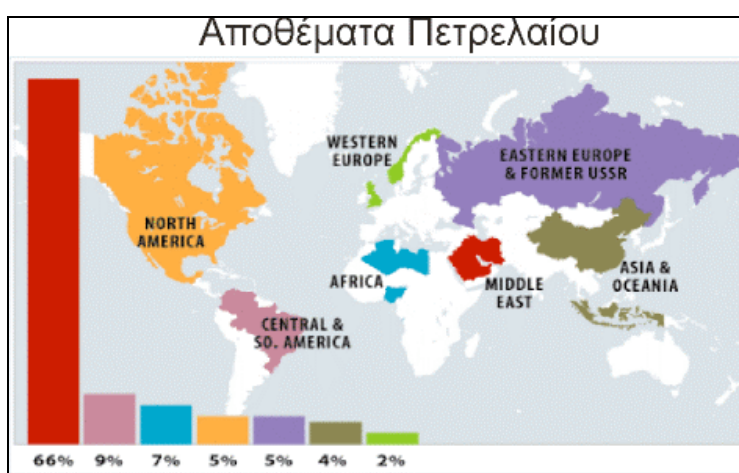 Αποθέματα Πετρελαίου
WESTERN
EUROPE
EASTERN EUROPE
& FORMER USSR
NORTH
AMERICA
AFRICA
MIDDLE
EAST
ASIA &
OCEANIA
CENTRAL &
SO. AMERICA
66% 9% 7% 5% 5% 4% 2%